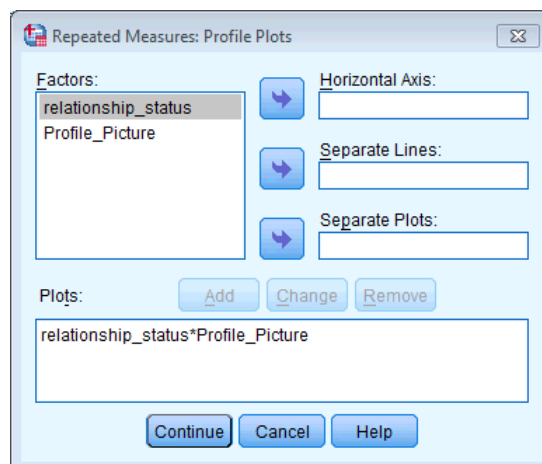 Repeated Measures: Profile Plots
Factors:
relationship_status
Profile_Picture
Horizontal Axis:
Separate Lines:
Separate Plots:
Plots:
Add
Change
Remove
relationship_status*Profile_Picture
Continue
Cancel
Help